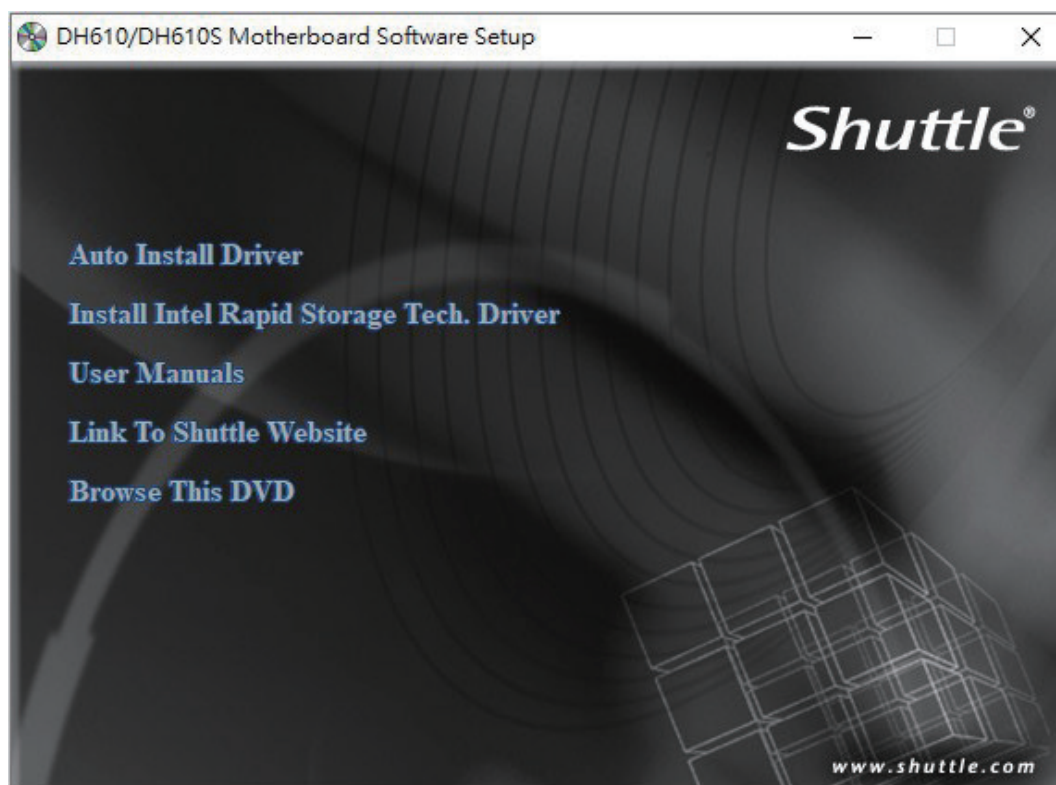 DH610/DH610S Motherboard Software Setup
Shuttle®
Auto Install Driver
Install Intel Rapid Storage Tech. Driver
User Manuals
Link To Shuttle Website
Browse This DVD
www.shuttle.com